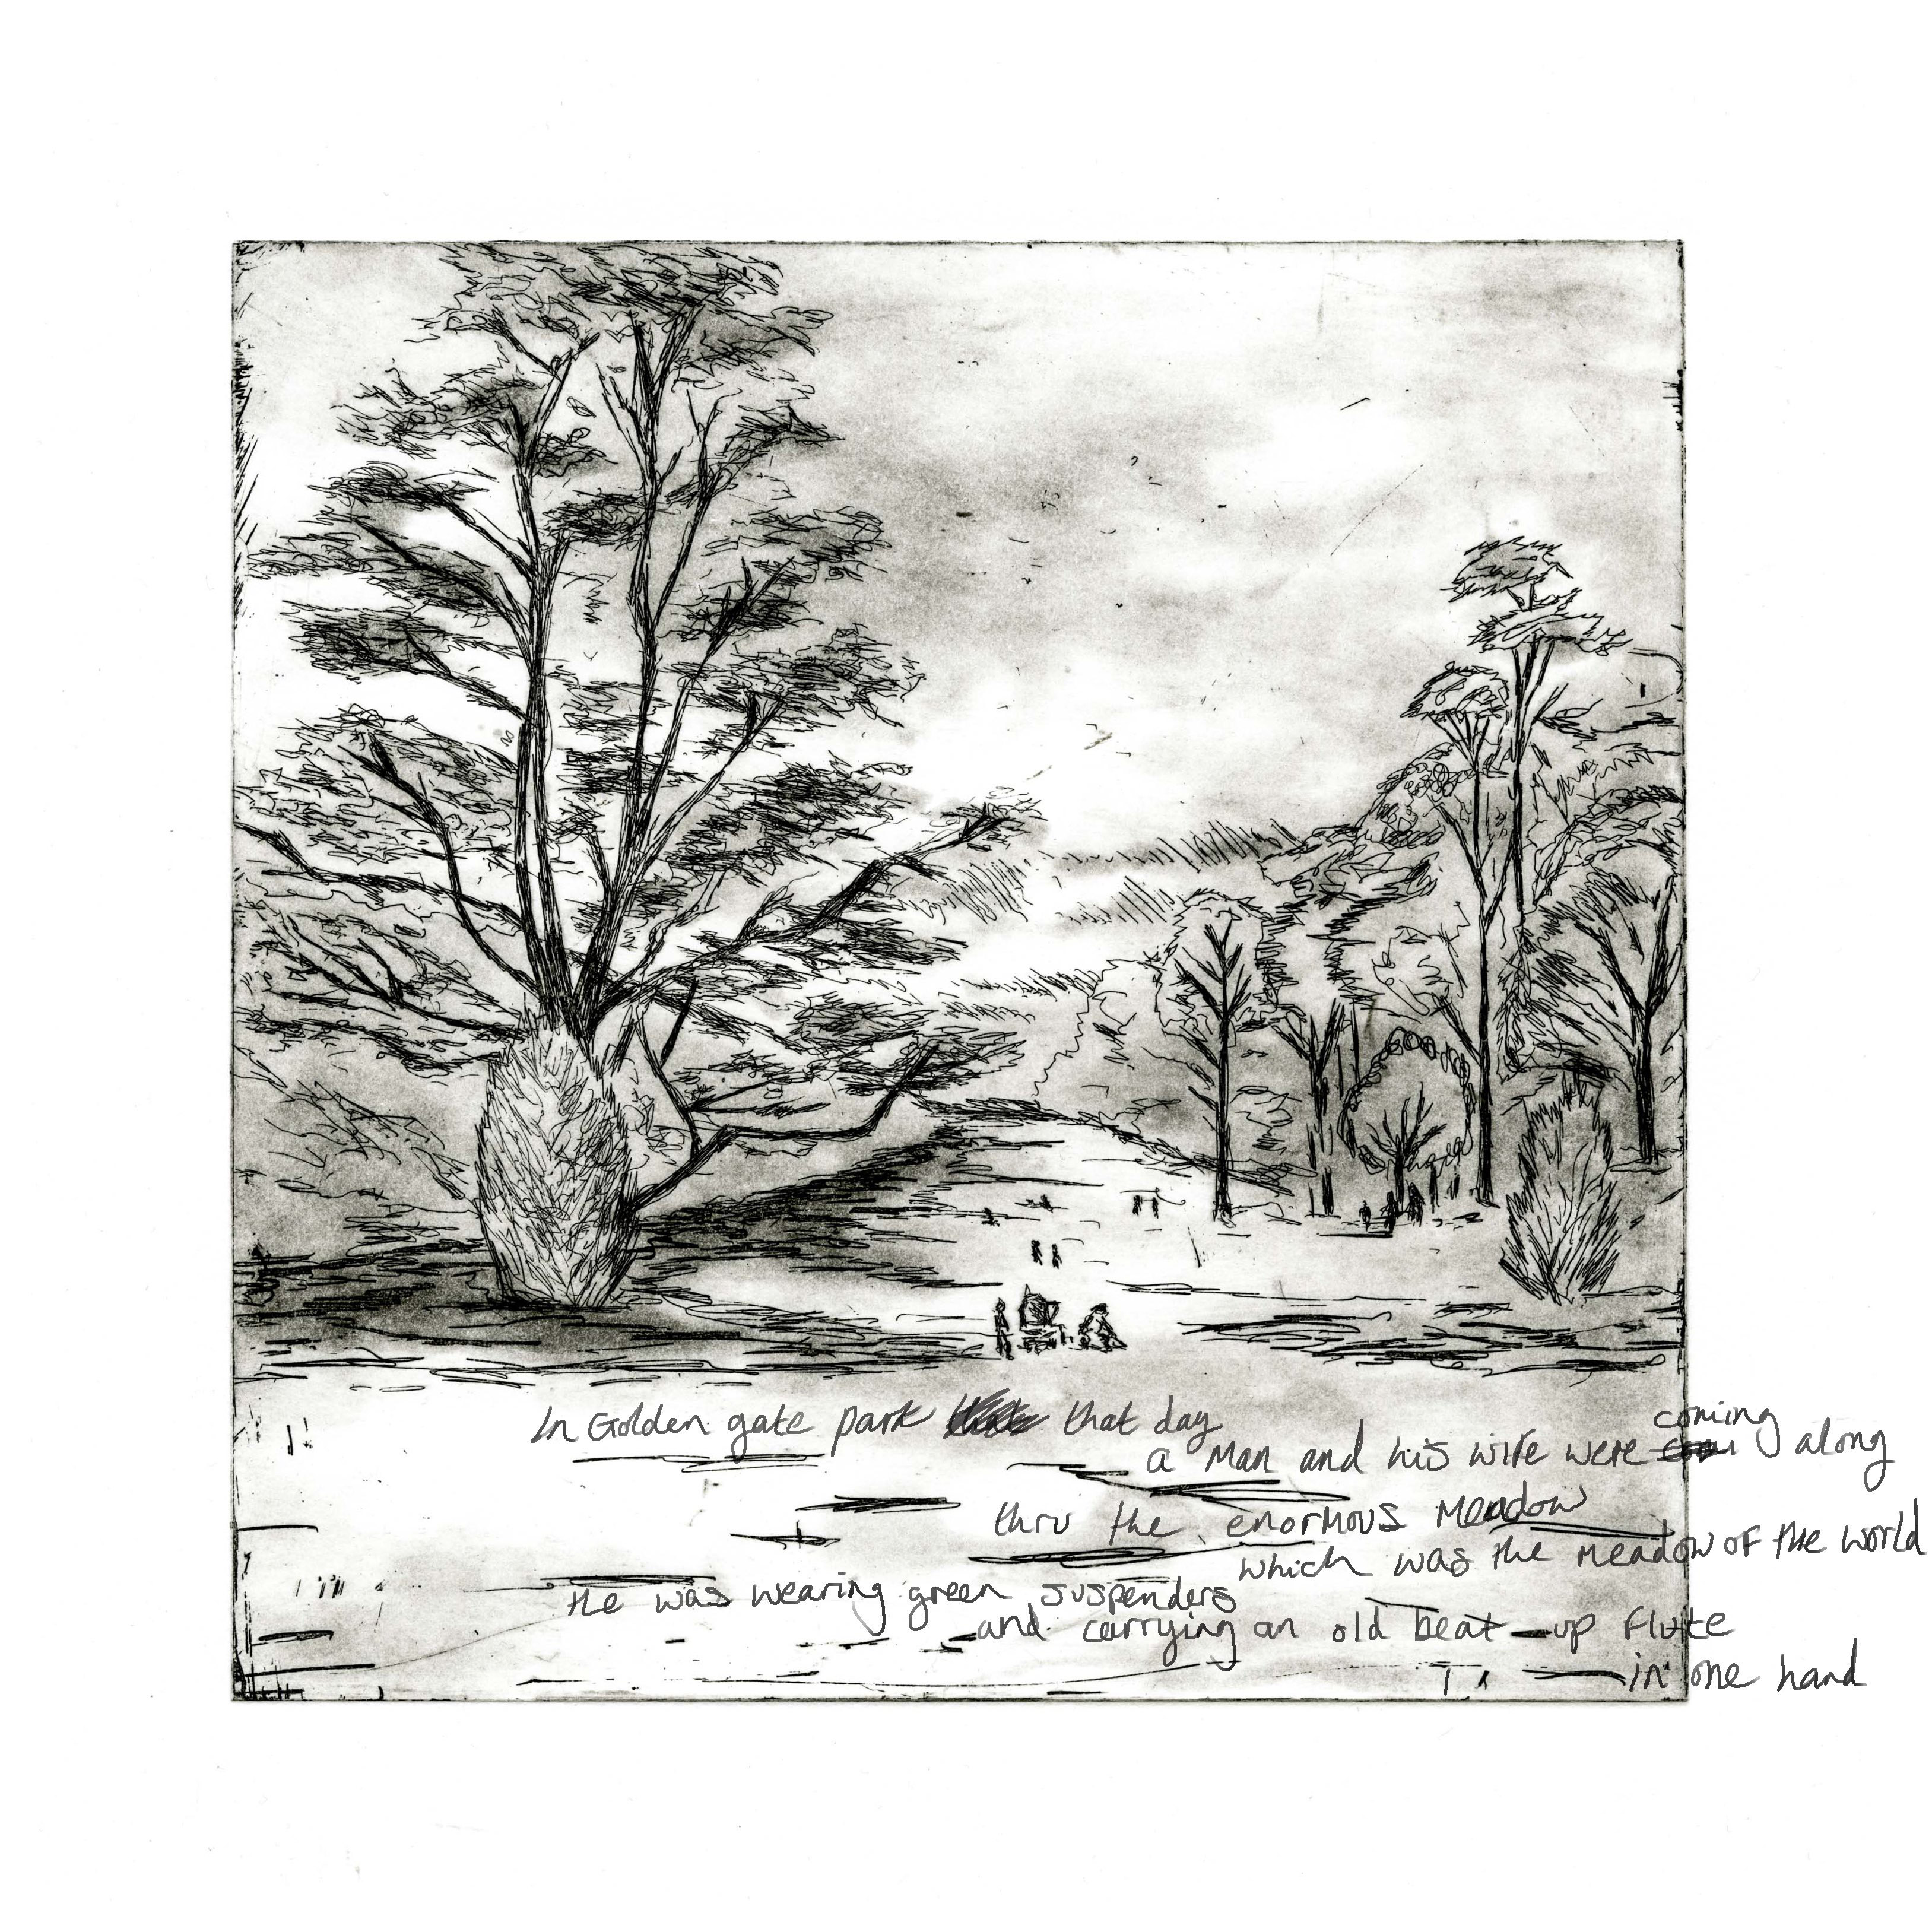 In Golden gate park that day
a Man and his wife were coming along
thru the enormous Meadow
which was the meadow of the world
He was wearing green suspenders
and carrying an old beat-up flute
in one hand